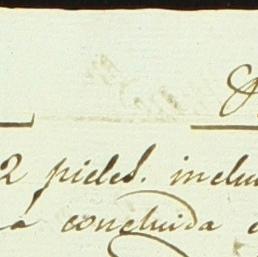 2 pieles. inclu
a concluida